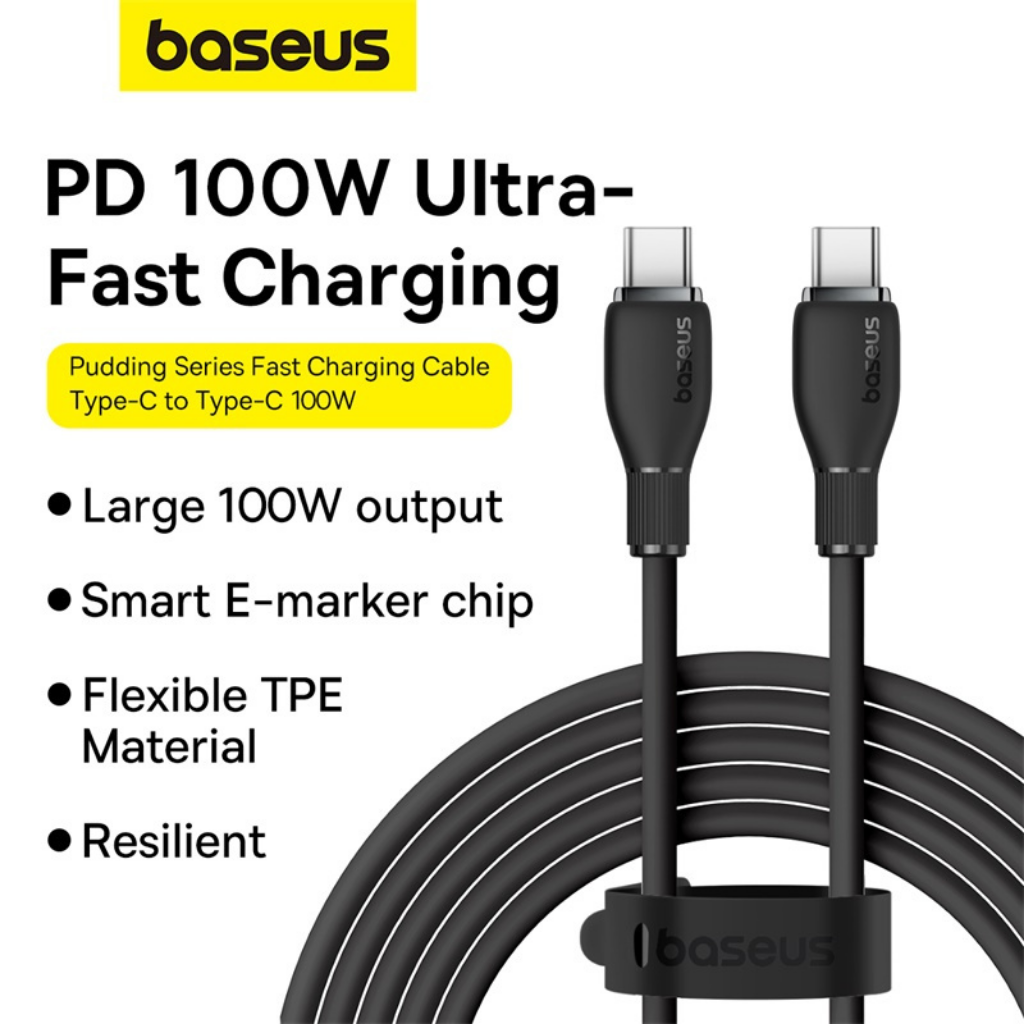 baseus
PD 100W Ultra-
Fast Charging
Pudding Series Fast Charging Cable
Type-C to Type-C 100W
baseus
baseus
• Large 100W output
• Smart E-marker chip
• Flexible TPE
Material
• Resilient
baseus